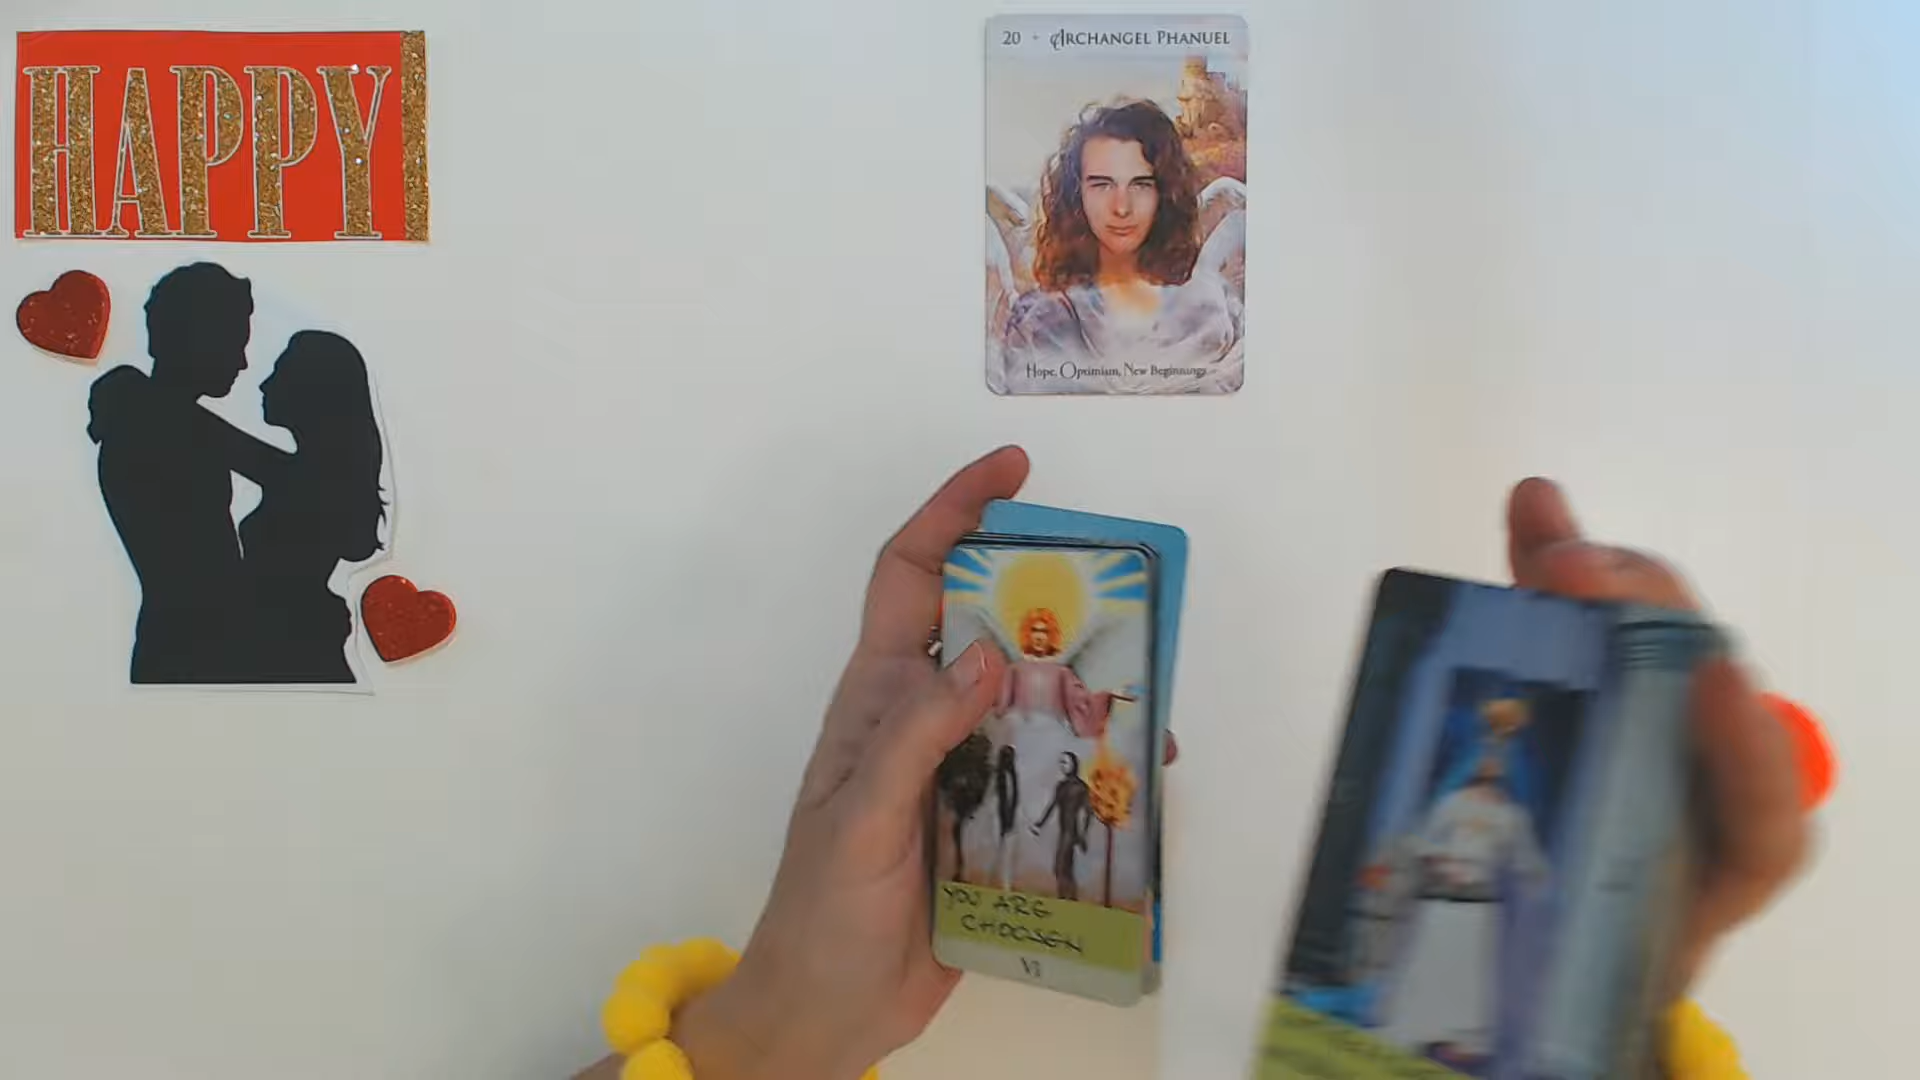 HAPPY
20 + ARCHANGEL PHANUEL
Hope, Optimism, New Beginnings
YOU ARE
CHOOSEN
VI